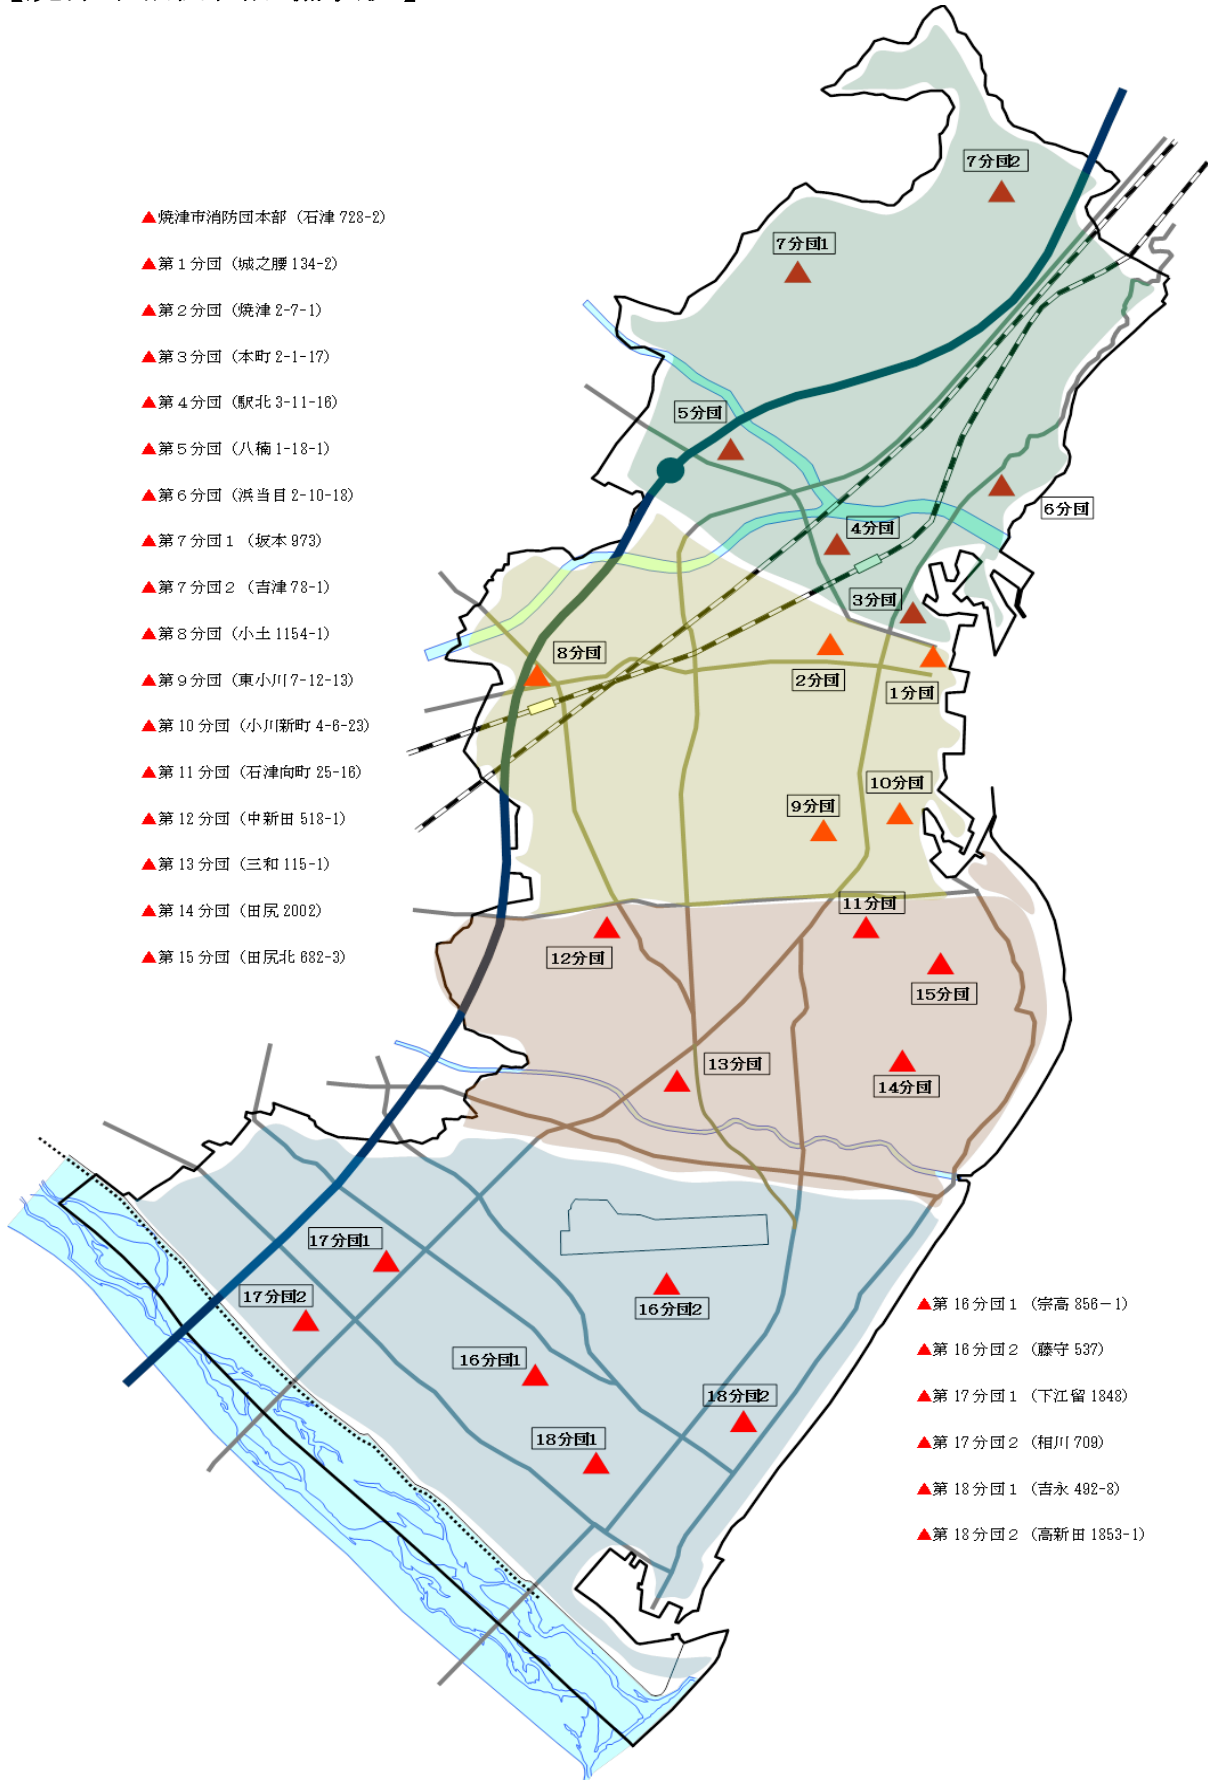 ▲焼津市消防団本部（石津 728-2）
▲第１分団（城之腰 134-2）
▲第２分団（焼津 2-7-1）
▲第３分団（本町 2-1-17）
▲第４分団（駅北 3-11-16）
▲第５分団（八楠 1-18-1）
▲第６分団（浜当目 2-10-18）
▲第７分団１（坂本 973）
▲第７分団２（吉津 78-1）
▲第８分団（小土 1154-1）
▲第９分団（東小川 7-12-13）
▲第 10 分団（小川新町 4-6-23）
▲第 11 分団（石津向町 25-16）
▲第 12 分団（中新田 518-1）
▲第 13 分団（三和 115-1）
▲第 14 分団（田尻 2002）
▲第 15 分団（田尻北 682-3）
7分団2
7分団1
5分団
6分団
4分団
3分団
8分団
2分団
1分団
10分団
9分団
11分団
12分団
15分団
13分団
14分団
17分団1
17分団2
16分団2
16分団1
18分団2
18分団1
▲第 16 分団１（宗高 856－1）
▲第 16 分団２（藤守 537）
▲第 17 分団１（下江留 1848）
▲第 17 分団２（相川 709）
▲第 18 分団１（吉永 492-8）
▲第 18 分団２（高新田 1853-1）